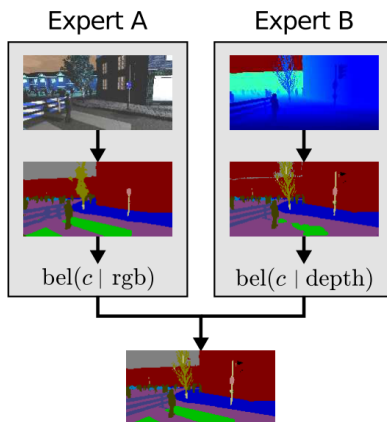 Expert A
Expert B
bel(c | rgb)
bel(c | depth)